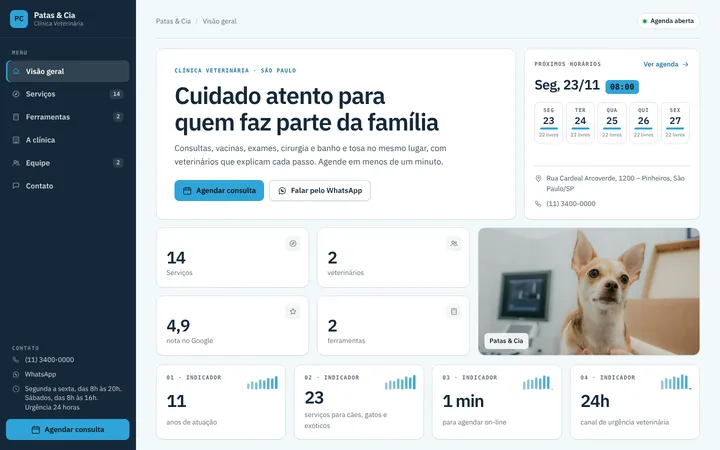 PC
Patas & Cia
Clínica Veterinária
MENU
Visão geral
Serviços 14
Ferramentas 2
A clínica
Equipe 2
Contato
CONTATO
(11) 3400-0000
WhatsApp
Segunda a sexta, das 8h às 20h.
Sábados, das 8h às 16h.
Urgência 24 horas
Agendar consulta
Patas & Cia / Visão geral
Agenda aberta
CLÍNICA VETERINÁRIA · SÃO PAULO
Cuidado atento para
quem faz parte da família
Consultas, vacinas, exames, cirurgia e banho e tosa no mesmo lugar, com
veterinários que explicam cada passo. Agende em menos de um minuto.
Agendar consulta
Falar pelo WhatsApp
PRÓXIMOS HORÁRIOS
Ver agenda →
Seg, 23/11 08:00
SEG TER QUA QUI SEX
23 24 25 26 27
22 livres 22 livres 22 livres 22 livres 22 livres
Rua Cardeal Arcoverde, 1200 – Pinheiros, São
Paulo/SP
(11) 3400-0000
14
Serviços
2
veterinários
4,9
nota no Google
2
ferramentas
Patas & Cia
01 · INDICADOR
11
anos de atuação
02 · INDICADOR
23
serviços para cães, gatos e
exóticos
03 · INDICADOR
1 min
para agendar on-line
04 · INDICADOR
24h
canal de urgência veterinária